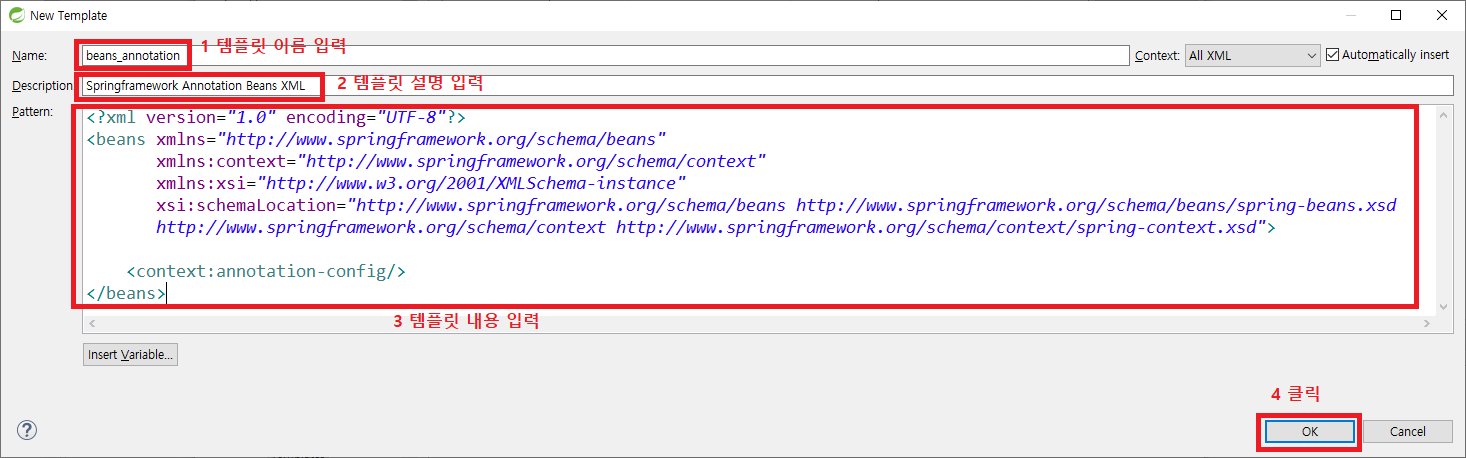 New Template
Name: beans_annotation 1 템플릿 이름 입력 Context: All XML Automatically insert
Description: Springframework Annotation Beans XML 2 템플릿 설명 입력
Pattern:
<?xml version="1.0" encoding="UTF-8"?>
<beans xmlns="http://www.springframework.org/schema/beans"
xmlns:context="http://www.springframework.org/schema/context"
xmlns:xsi="http://www.w3.org/2001/XMLSchema-instance"
xsi:schemaLocation="http://www.springframework.org/schema/beans http://www.springframework.org/schema/beans/spring-beans.xsd
http://www.springframework.org/schema/context http://www.springframework.org/schema/context/spring-context.xsd">
<context:annotation-config/>
</beans>
3 템플릿 내용 입력
Insert Variable...
4 클릭
OK Cancel